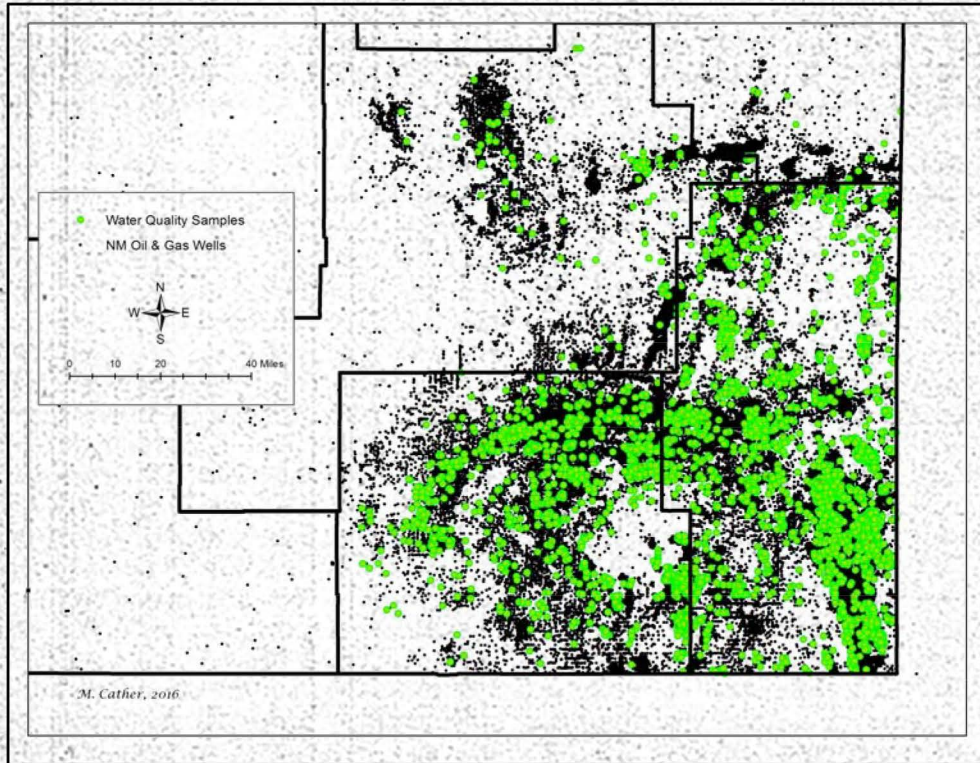 Water Quality Samples
NM Oil & Gas Wells
N
W E
S
0 10 20 40 Miles
M. Cather, 2016